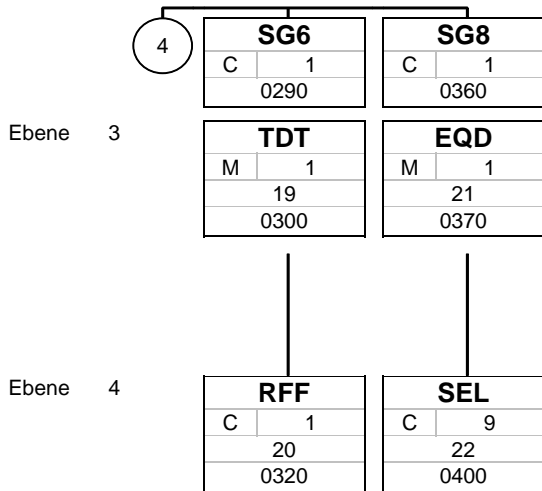 4
SG6 SG8
C 1 C 1
0290 0360
Ebene 3
TDT EQD
M 1 M 1
19 21
0300 0370
Ebene 4
RFF SEL
C 1 C 9
20 22
0320 0400